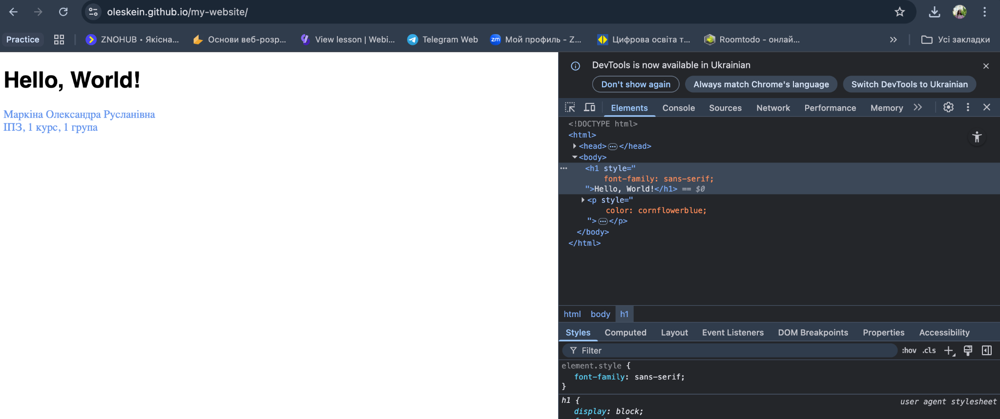 oleskein.github.io/my-website/
Practice ZNOHUB • Якісна... Основи веб-розр... View lesson | Webi... Telegram Web Мой профиль - Z... Цифрова освіта т... Roomtodo - онлай... » Усі закладки
Hello, World!
Маркіна Олександра Русланівна
ІПЗ, 1 курс, 1 група
DevTools is now available in Ukrainian
Don't show again Always match Chrome's language Switch DevTools to Ukrainian
Elements Console Sources Network Performance Memory »
<!DOCTYPE html>
<html>
<head>...</head>
<body>
<h1 style="
font-family: sans-serif;
">Hello, World!</h1> == $0
<p style="
color: cornflowerblue;
">...</p>
</body>
</html>
html body h1
Styles Computed Layout Event Listeners DOM Breakpoints Properties Accessibility
Filter :hov .cls
element.style {
font-family: sans-serif;
}
h1 { user agent stylesheet
display: block;